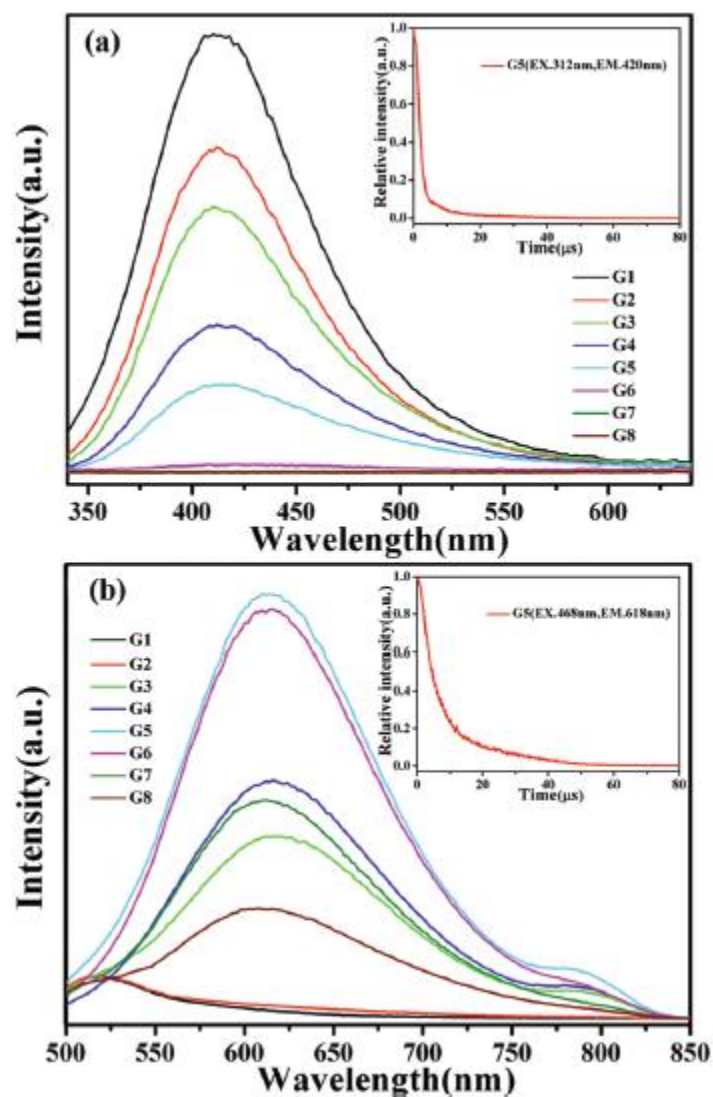 (a)
Intensity(a.u.)
Relative intensity(a.u.)
1.0
0.8
0.6
0.4
0.2
0.0
G5(EX.312nm,EM.420nm)
0 20 40 60 80
Time(μs)
G1
G2
G3
G4
G5
G6
G7
G8
350 400 450 500 550 600
Wavelength(nm)
(b)
Intensity(a.u.)
G1
G2
G3
G4
G5
G6
G7
G8
Relative intensity(a.u.)
1.0
0.8
0.6
0.4
0.2
0.0
G5(EX.468nm,EM.618nm)
0 20 40 60 80
Time(μs)
500 550 600 650 700 750 800 850
Wavelength(nm)